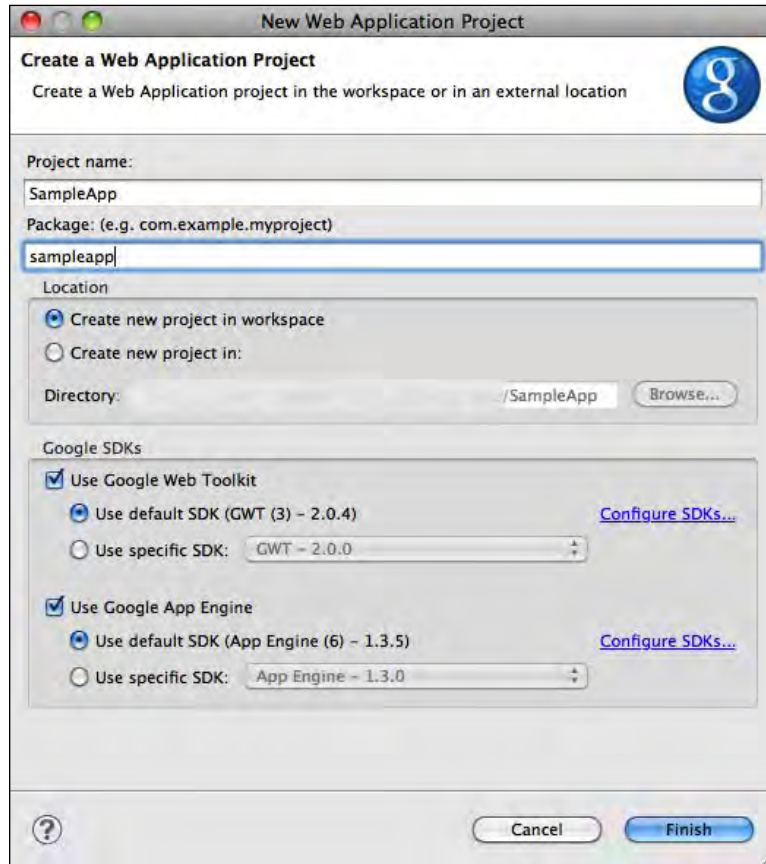 New Web Application Project
Create a Web Application Project
Create a Web Application project in the workspace or in an external location
g
Project name:
SampleApp
Package: (e.g. com.example.myproject)
sampleapp
Location
Create new project in workspace
Create new project in:
Directory: /SampleApp Browse...
Google SDKs
Use Google Web Toolkit
Use default SDK (GWT (3) - 2.0.4) Configure SDKs...
Use specific SDK: GWT - 2.0.0
Use Google App Engine
Use default SDK (App Engine (6) - 1.3.5) Configure SDKs...
Use specific SDK: App Engine - 1.3.0
? Cancel Finish